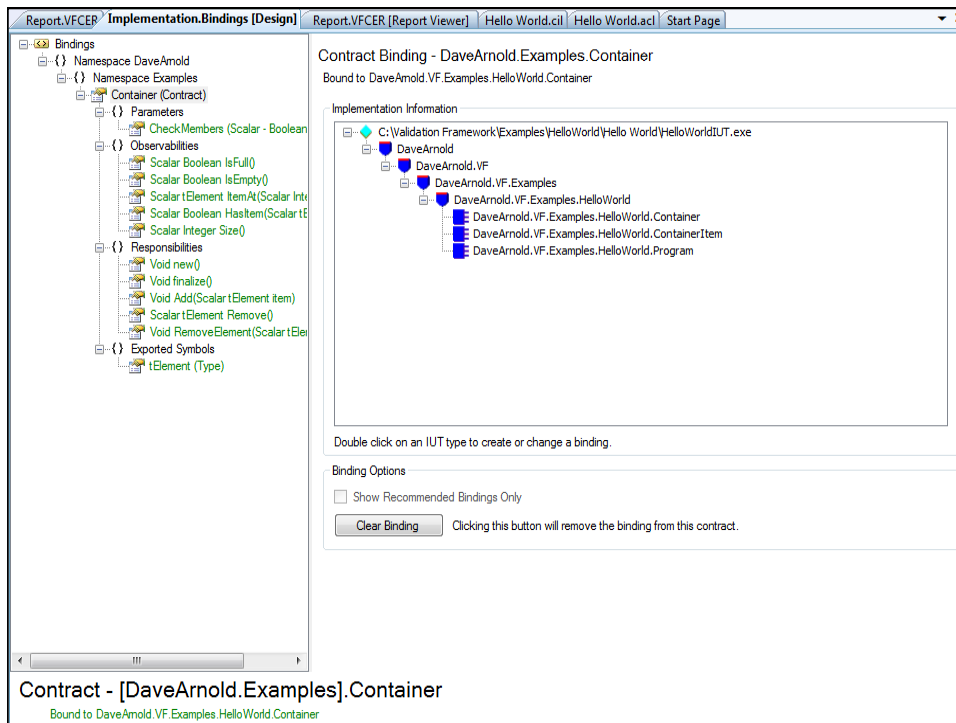 Report.VFCER
Implementation.Bindings [Design]
Report.VFCER [Report Viewer]
Hello World.cil
Hello World.acl
Start Page
Bindings
{} Namespace DaveArnold
{} Namespace Examples
Container (Contract)
{} Parameters
CheckMembers (Scalar - Boolean
{} Observabilities
Scalar Boolean IsFull()
Scalar Boolean IsEmpty()
Scalar tElement ItemAt(Scalar Inte
Scalar Boolean HasItem(Scalar tE
Scalar Integer Size()
{} Responsibilities
Void new()
Void finalize()
Void Add(Scalar tElement item)
Scalar tElement Remove()
Void RemoveElement(Scalar tEle
{} Exported Symbols
tElement (Type)
Contract Binding - DaveArnold.Examples.Container
Bound to DaveArnold.VF.Examples.HelloWorld.Container
Implementation Information
C:\Validation Framework\Examples\HelloWorld\Hello World\HelloWorldIUT.exe
DaveArnold
DaveArnold.VF
DaveArnold.VF.Examples
DaveArnold.VF.Examples.HelloWorld
DaveArnold.VF.Examples.HelloWorld.Container
DaveArnold.VF.Examples.HelloWorld.ContainerItem
DaveArnold.VF.Examples.HelloWorld.Program
Double click on an IUT type to create or change a binding.
Binding Options
Show Recommended Bindings Only
Clear Binding
Clicking this button will remove the binding from this contract.
Contract - [DaveArnold.Examples].Container
Bound to DaveArnold.VF.Examples.HelloWorld.Container